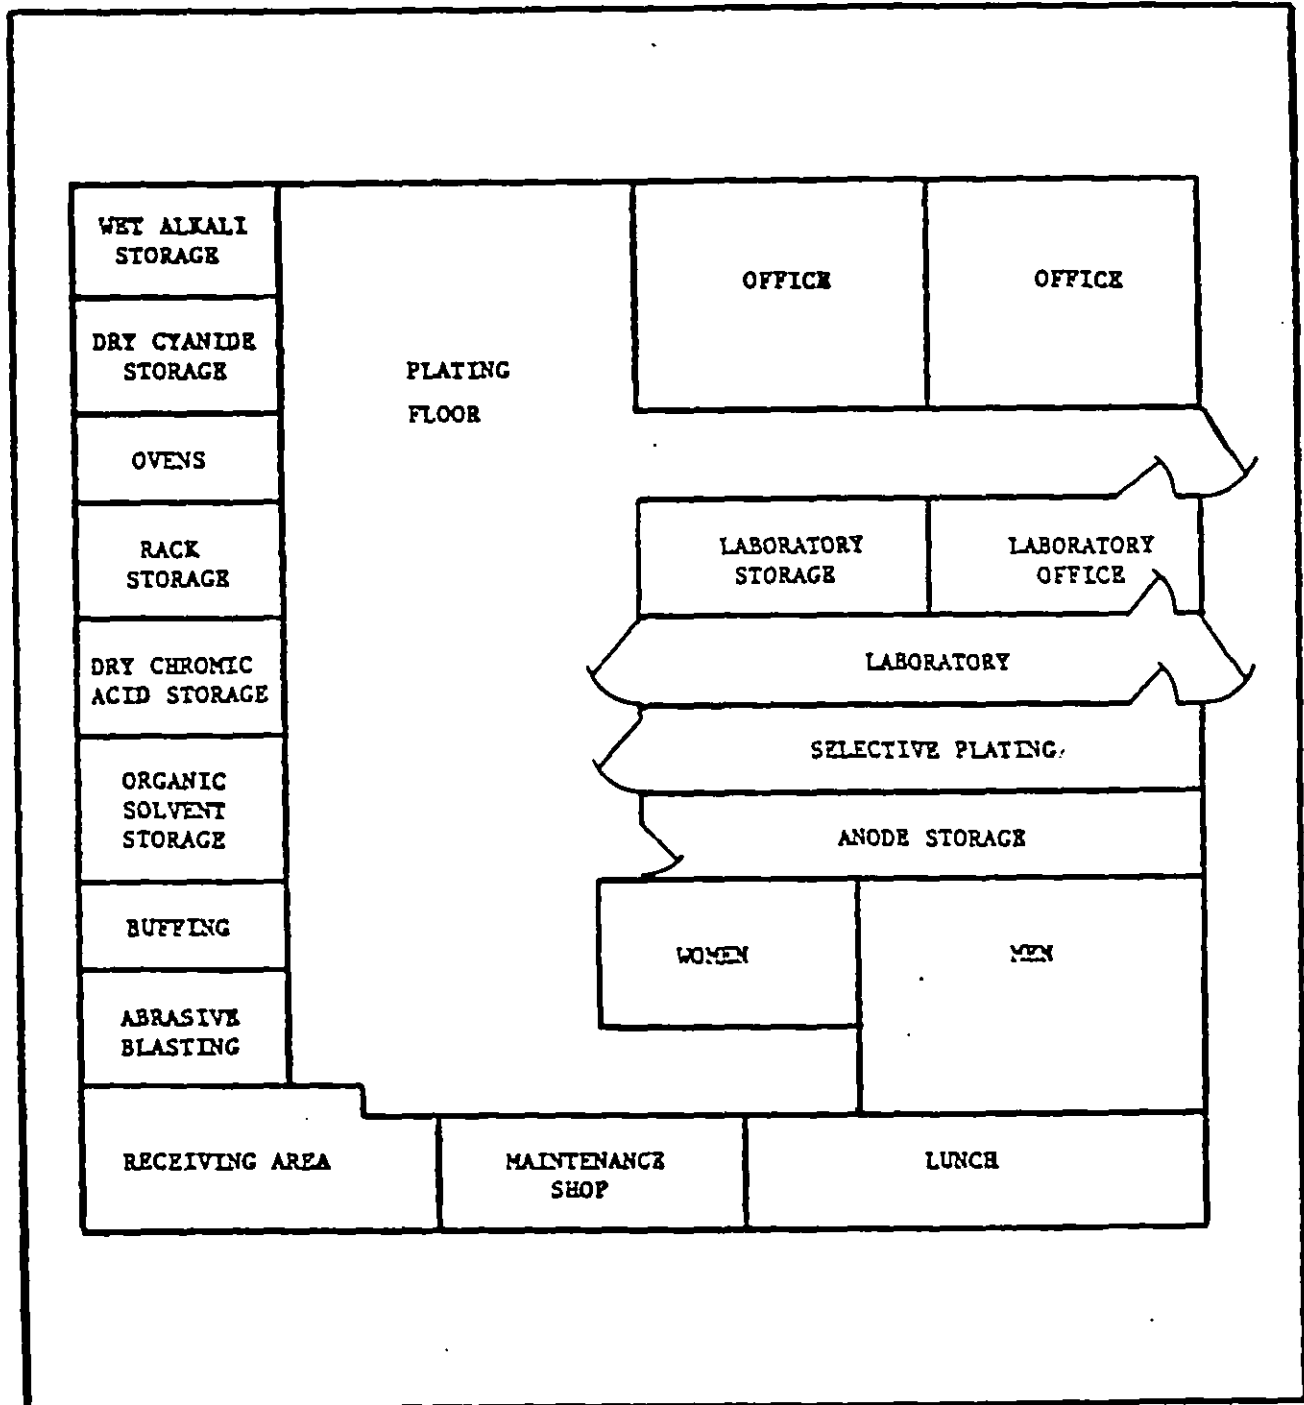 WET ALKALI
STORAGE
DRY CYANIDE
STORAGE
OVENS
RACK
STORAGE
DRY CHROMIC
ACID STORAGE
ORGANIC
SOLVENT
STORAGE
BUFFING
ABRASIVE
BLASTING
RECEIVING AREA
PLATING
FLOOR
OFFICE
OFFICE
LABORATORY
STORAGE
LABORATORY
OFFICE
LABORATORY
SELECTIVE PLATING
ANODE STORAGE
WOMEN
MEN
MAINTENANCE
SHOP
LUNCH